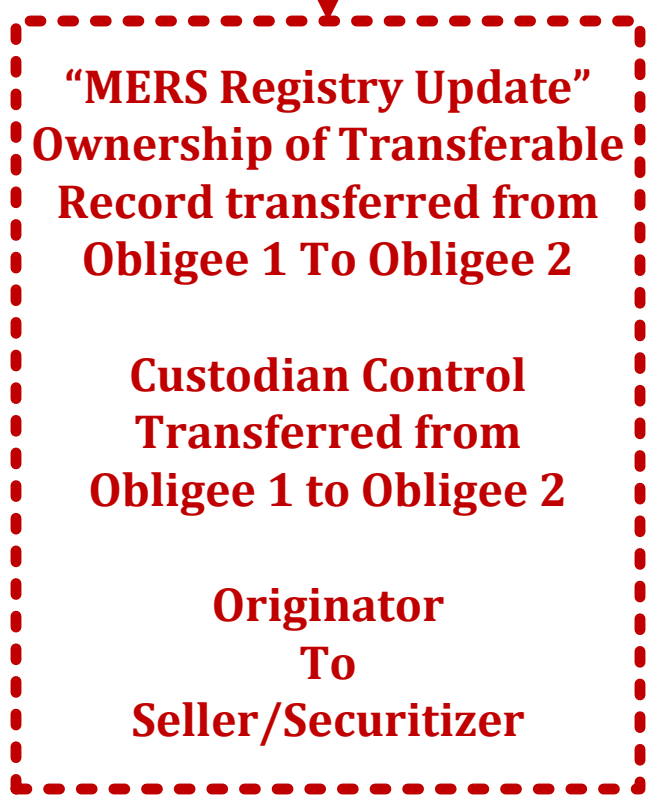 “MERS Registry Update”
Ownership of Transferable
Record transferred from
Obligee 1 To Obligee 2
Custodian Control
Transferred from
Obligee 1 to Obligee 2
Originator
To
Seller/Securitizer